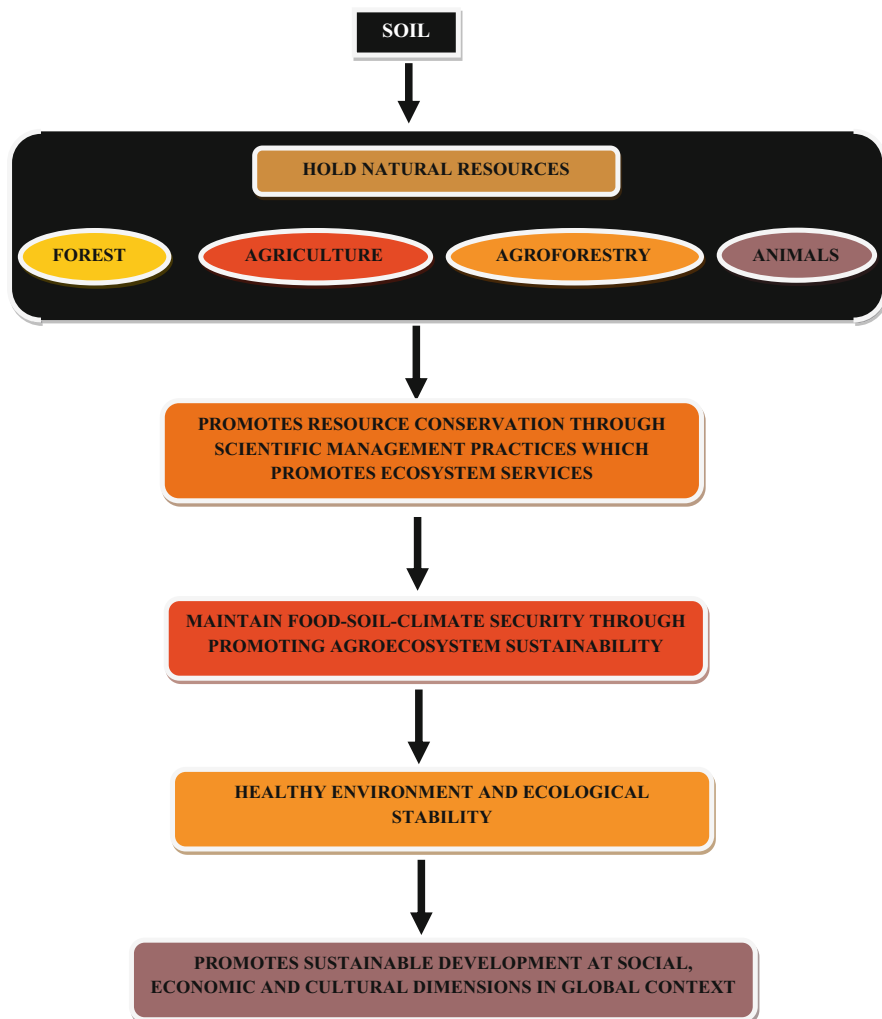 SOIL
HOLD NATURAL RESOURCES
FOREST
AGRICULTURE
AGROFORESTRY
ANIMALS
PROMOTES RESOURCE CONSERVATION THROUGH
SCIENTIFIC MANAGEMENT PRACTICES WHICH
PROMOTES ECOSYSTEM SERVICES
MAINTAIN FOOD-SOIL-CLIMATE SECURITY THROUGH
PROMOTING AGROECOSYSTEM SUSTAINABILITY
HEALTHY ENVIRONMENT AND ECOLOGICAL
STABILITY
PROMOTES SUSTAINABLE DEVELOPMENT AT SOCIAL,
ECONOMIC AND CULTURAL DIMENSIONS IN GLOBAL CONTEXT